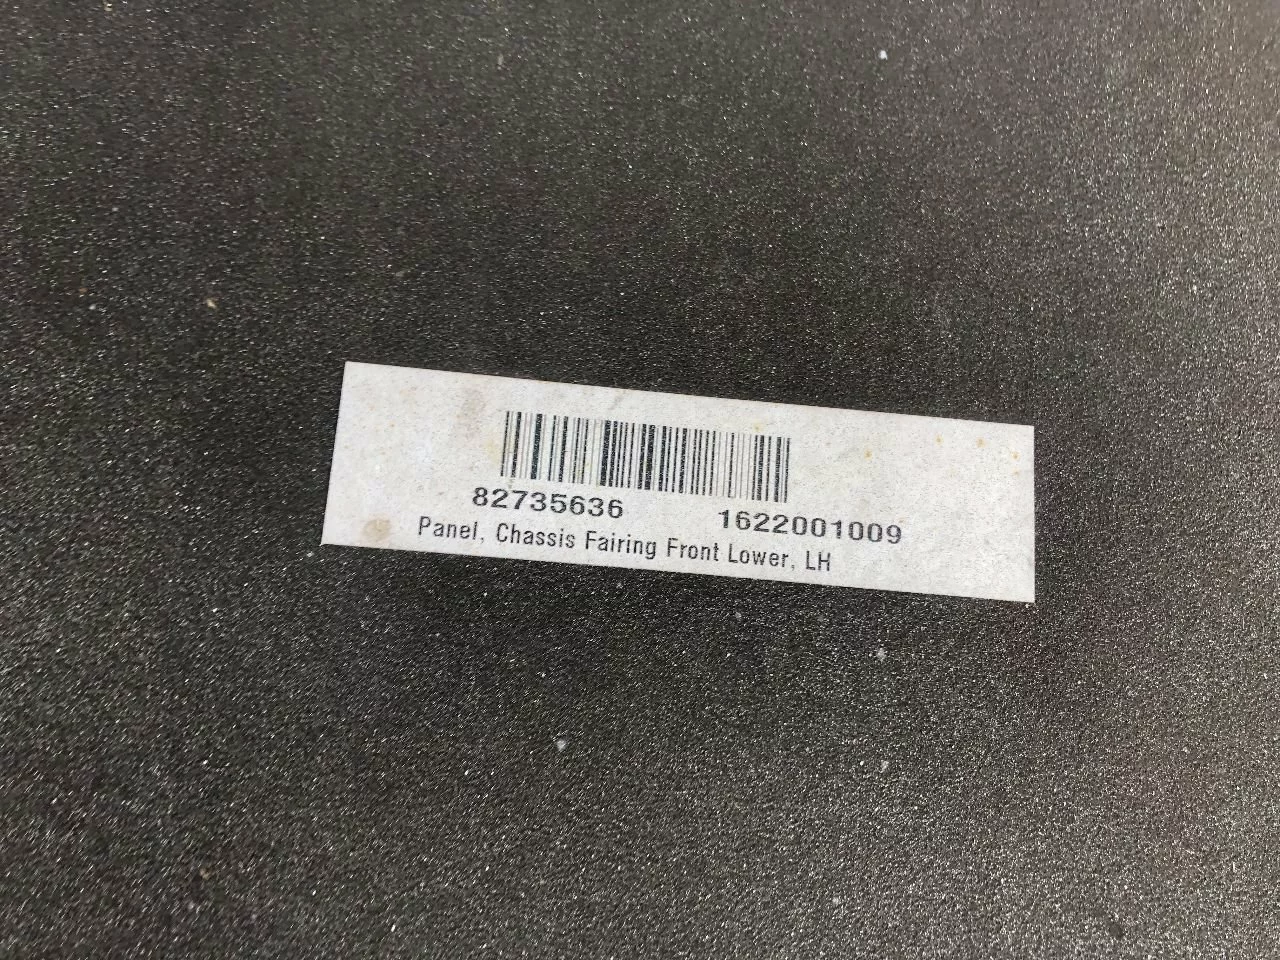 82735636 1622001009
Panel, Chassis Fairing Front Lower, LH